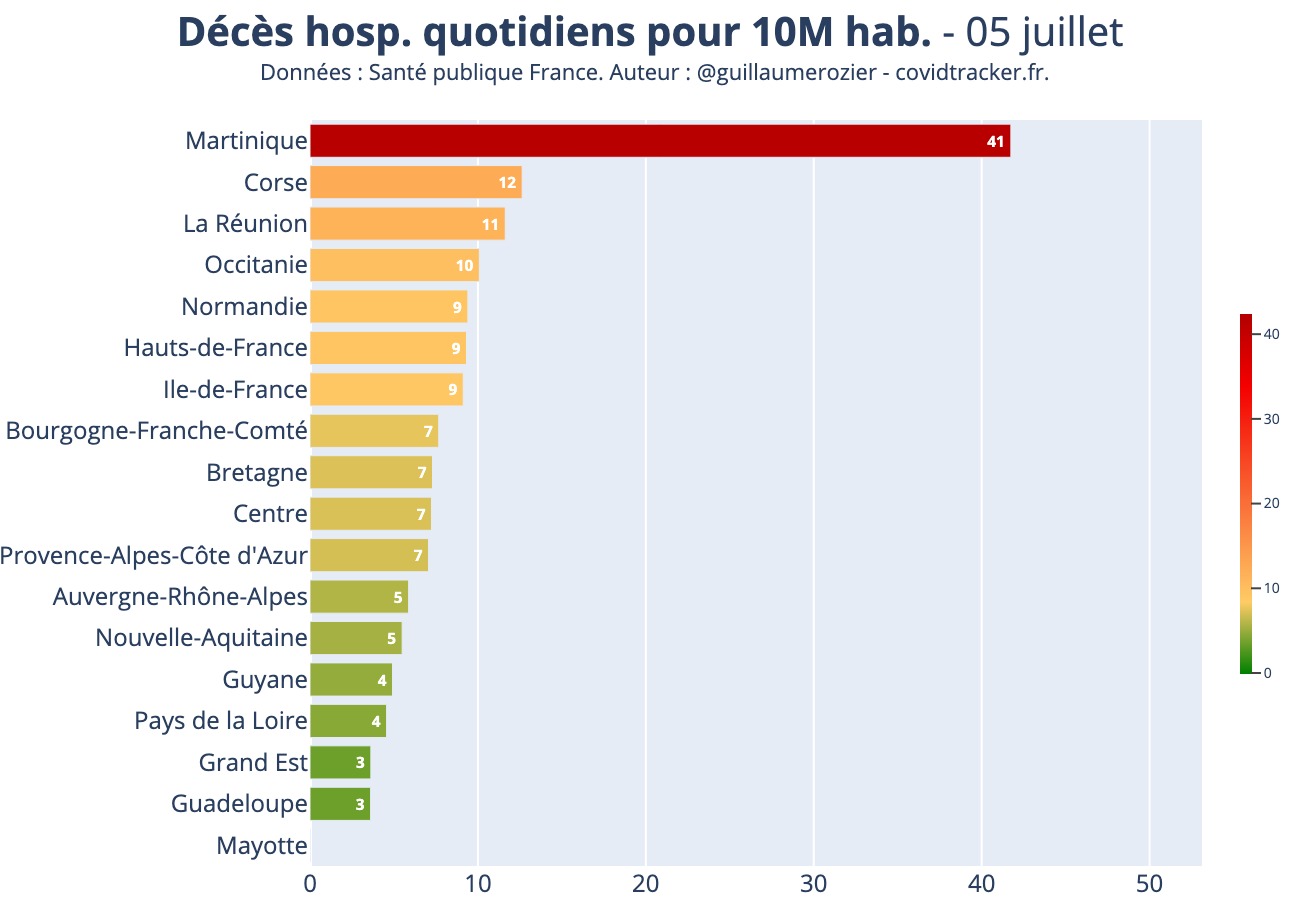 Décès hosp. quotidiens pour 10M hab. - 05 juillet
Données : Santé publique France. Auteur : @guillaumerozier - covidtracker.fr.
Martinique 41
Corse 12
La Réunion 11
Occitanie 10
Normandie 9
Hauts-de-France 9
Ile-de-France 9
Bourgogne-Franche-Comté 7
Bretagne 7
Centre 7
Provence-Alpes-Côte d'Azur 7
Auvergne-Rhône-Alpes 5
Nouvelle-Aquitaine 5
Guyane 4
Pays de la Loire 4
Grand Est 3
Guadeloupe 3
Mayotte
0 10 20 30 40 50
40
30
20
10
0